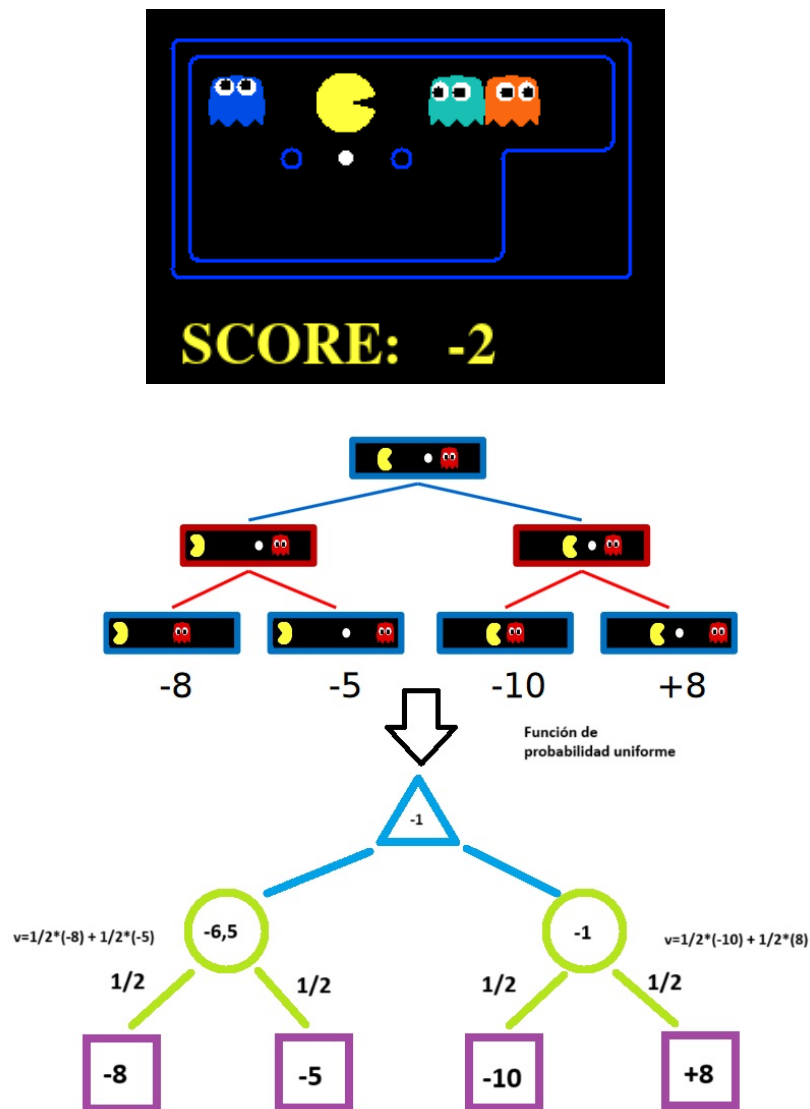 SCORE: -2
-8 -5 -10 +8
Función de
probabilidad uniforme
-1
-6,5 -1
v=1/2*(-8) + 1/2*(-5) v=1/2*(-10) + 1/2*(8)
1/2 1/2 1/2 1/2
-8 -5 -10 +8